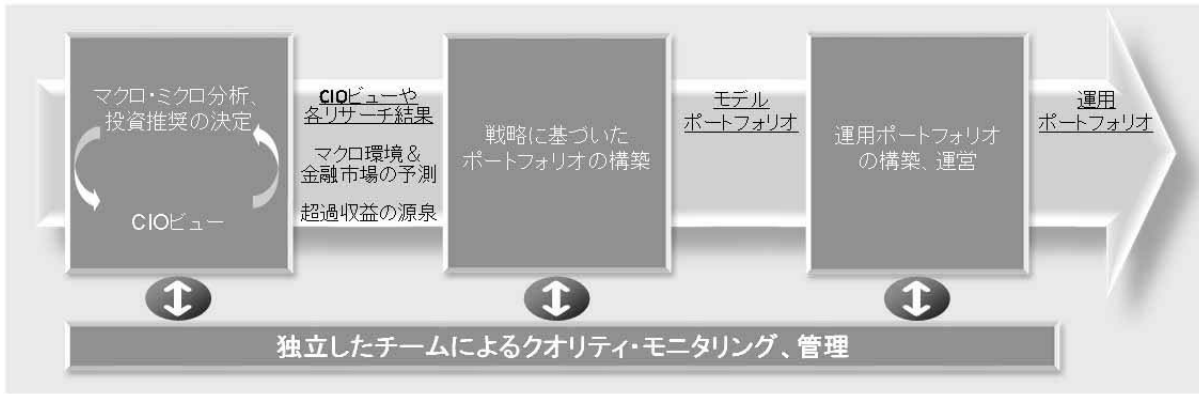 マクロ・ミクロ分析、
投資推奨の決定
CIOビュー
CIOビューや
各リサーチ結果
マクロ環境＆
金融市場の予測
超過収益の源泉
戦略に基づいた
ポートフォリオの構築
モデル
ポートフォリオ
運用ポートフォリオ
の構築、運営
運用
ポートフォリオ
独立したチームによるクオリティ・モニタリング、管理